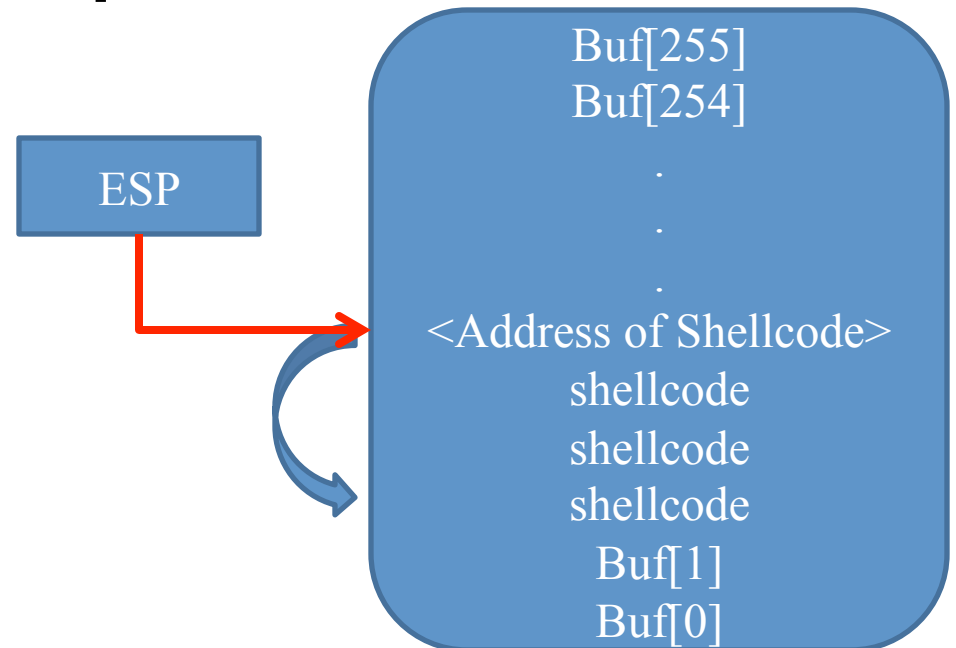 Buf[255]
Buf[254]
ESP
.
.
.
<Address of Shellcode>
shellcode
shellcode
shellcode
Buf[1]
Buf[0]